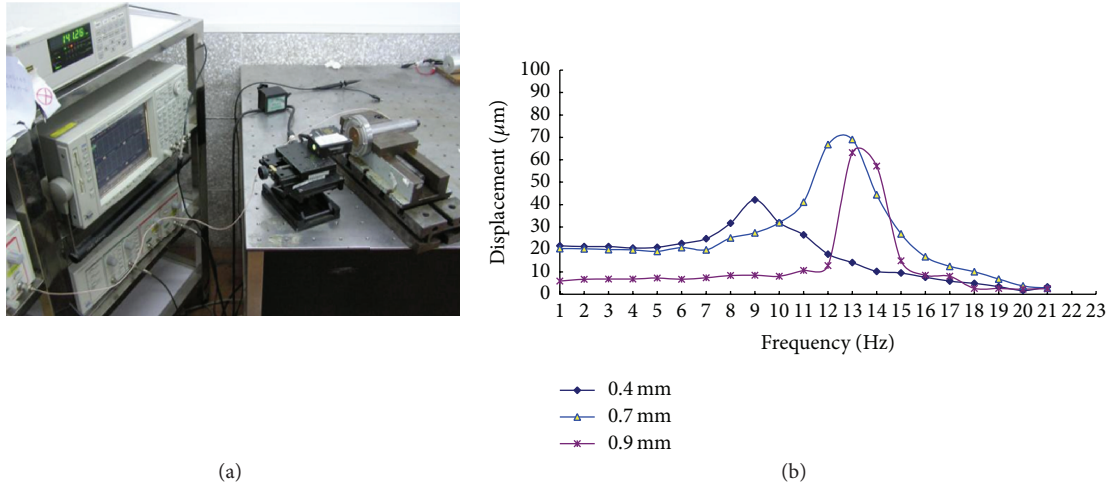 141.26
100
90
80
70
60
50
40
30
20
10
0
Displacement (μm)
1 2 3 4 5 6 7 8 9 10 11 12 13 14 15 16 17 18 19 20 21 22 23
Frequency (Hz)
0.4 mm
0.7 mm
0.9 mm
(a)
(b)